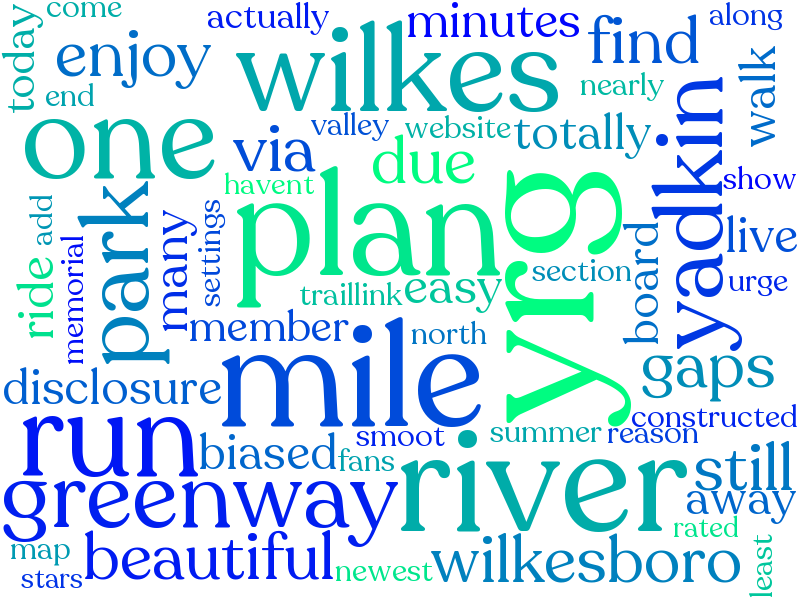 come
actually
minutes
along
today
enjoy
wilkes
find
end
nearly
walk
one
via
valley
website
totally
due
yadkin
havent
show
park
plan
yrg
add
many
settings
board
live
ride
memorial
traillink
easy
section
urge
member
north
mile
gaps
disclosure
run
biased
smoot
fans
summer
reason
constructed
greenway
river
still
away
rated
map
beautiful
stars
newest
wilkesboro
least